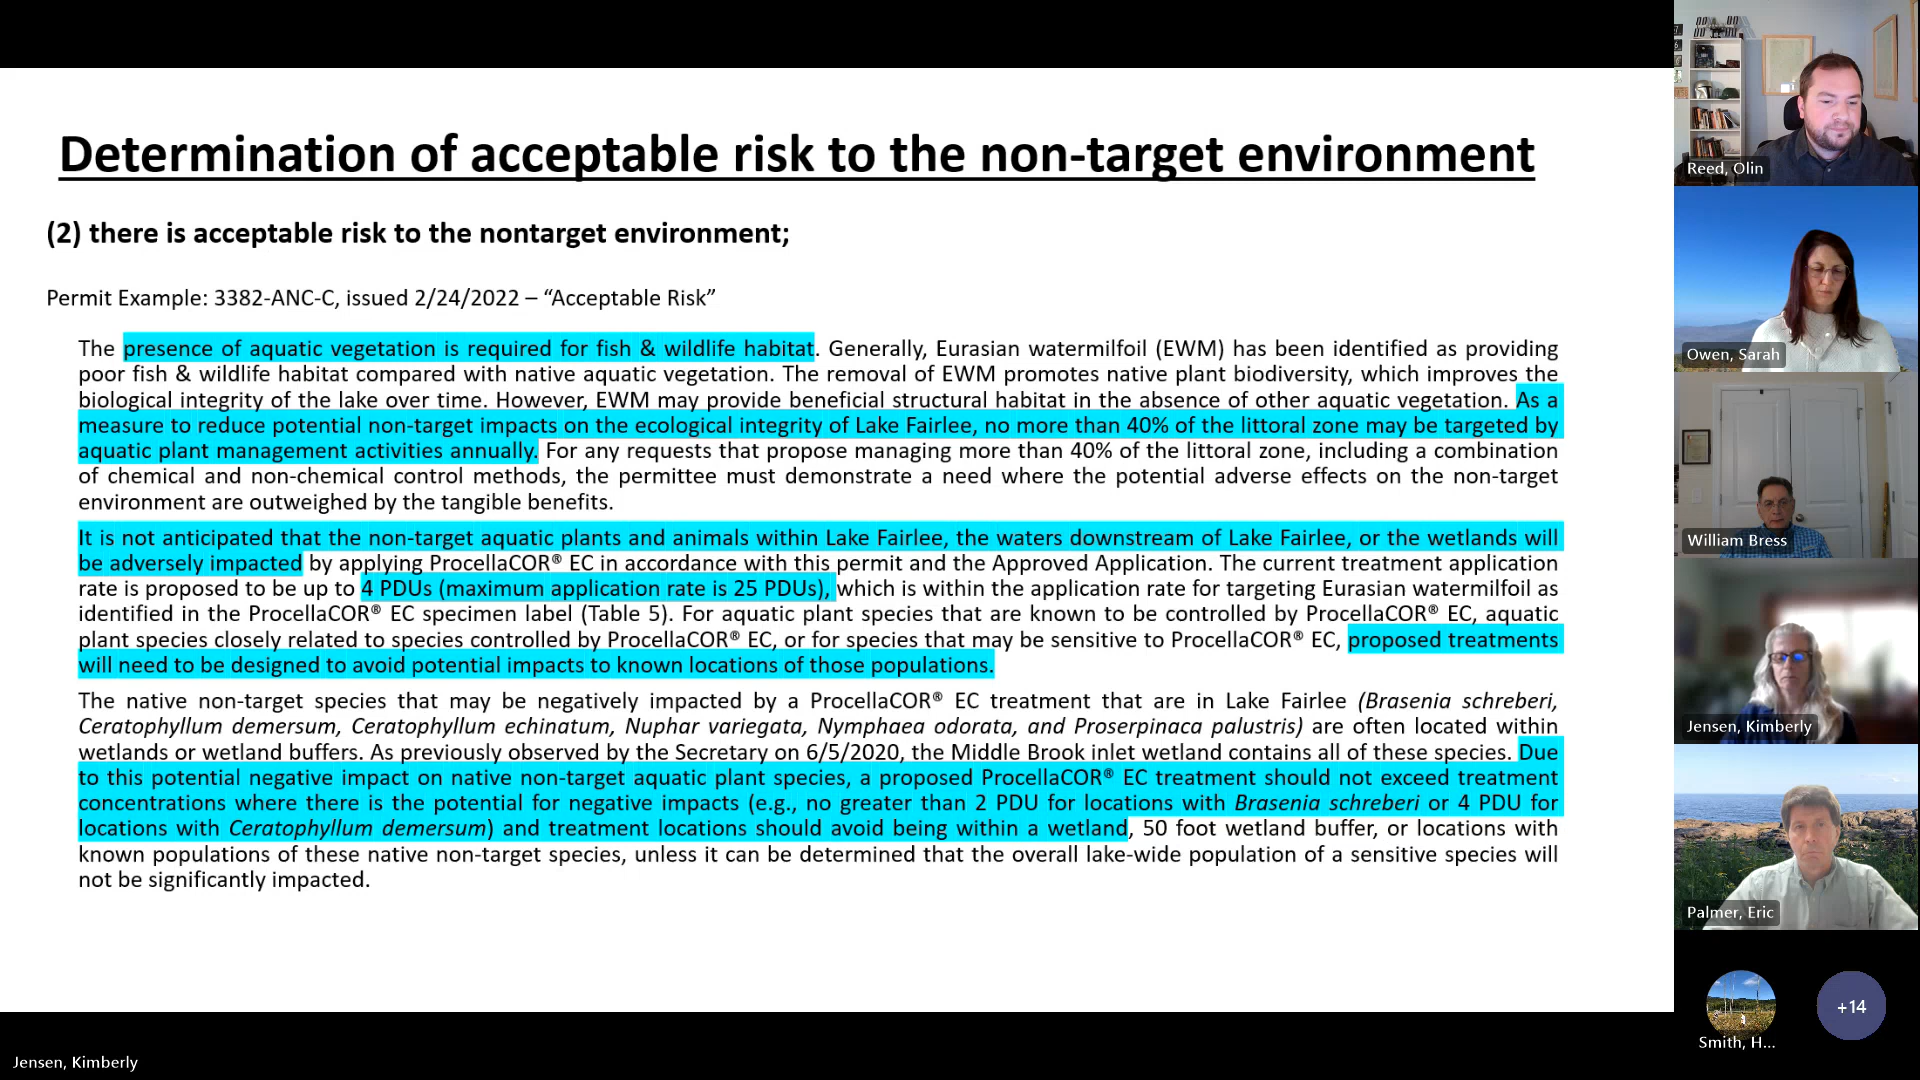 Determination of acceptable risk to the non-target environment
(2) there is acceptable risk to the nontarget environment;
Permit Example: 3382-ANC-C, issued 2/24/2022 – “Acceptable Risk”
The presence of aquatic vegetation is required for fish & wildlife habitat. Generally, Eurasian watermilfoil (EWM) has been identified as providing
poor fish & wildlife habitat compared with native aquatic vegetation. The removal of EWM promotes native plant biodiversity, which improves the
biological integrity of the lake over time. However, EWM may provide beneficial structural habitat in the absence of other aquatic vegetation. As a
measure to reduce potential non-target impacts on the ecological integrity of Lake Fairlee, no more than 40% of the littoral zone may be targeted by
aquatic plant management activities annually. For any requests that propose managing more than 40% of the littoral zone, including a combination
of chemical and non-chemical control methods, the permittee must demonstrate a need where the potential adverse effects on the non-target
environment are outweighed by the tangible benefits.
It is not anticipated that the non-target aquatic plants and animals within Lake Fairlee, the waters downstream of Lake Fairlee, or the wetlands will
be adversely impacted by applying ProcellaCOR® EC in accordance with this permit and the Approved Application. The current treatment application
rate is proposed to be up to 4 PDUs (maximum application rate is 25 PDUs), which is within the application rate for targeting Eurasian watermilfoil as
identified in the ProcellaCOR® EC specimen label (Table 5). For aquatic plant species that are known to be controlled by ProcellaCOR® EC, aquatic
plant species closely related to species controlled by ProcellaCOR® EC, or for species that may be sensitive to ProcellaCOR® EC, proposed treatments
will need to be designed to avoid potential impacts to known locations of those populations.
The native non-target species that may be negatively impacted by a ProcellaCOR® EC treatment that are in Lake Fairlee (Brasenia schreberi,
Ceratophyllum demersum, Ceratophyllum echinatum, Nuphar variegata, Nymphaea odorata, and Proserpinaca palustris) are often located within
wetlands or wetland buffers. As previously observed by the Secretary on 6/5/2020, the Middle Brook inlet wetland contains all of these species. Due
to this potential negative impact on native non-target aquatic plant species, a proposed ProcellaCOR® EC treatment should not exceed treatment
concentrations where there is the potential for negative impacts (e.g., no greater than 2 PDU for locations with Brasenia schreberi or 4 PDU for
locations with Ceratophyllum demersum) and treatment locations should avoid being within a wetland, 50 foot wetland buffer, or locations with
known populations of these native non-target species, unless it can be determined that the overall lake-wide population of a sensitive species will
not be significantly impacted.
Reed, Olin
Owen, Sarah
William Bress
Jensen, Kimberly
Palmer, Eric
Smith, H...
+14
Jensen, Kimberly